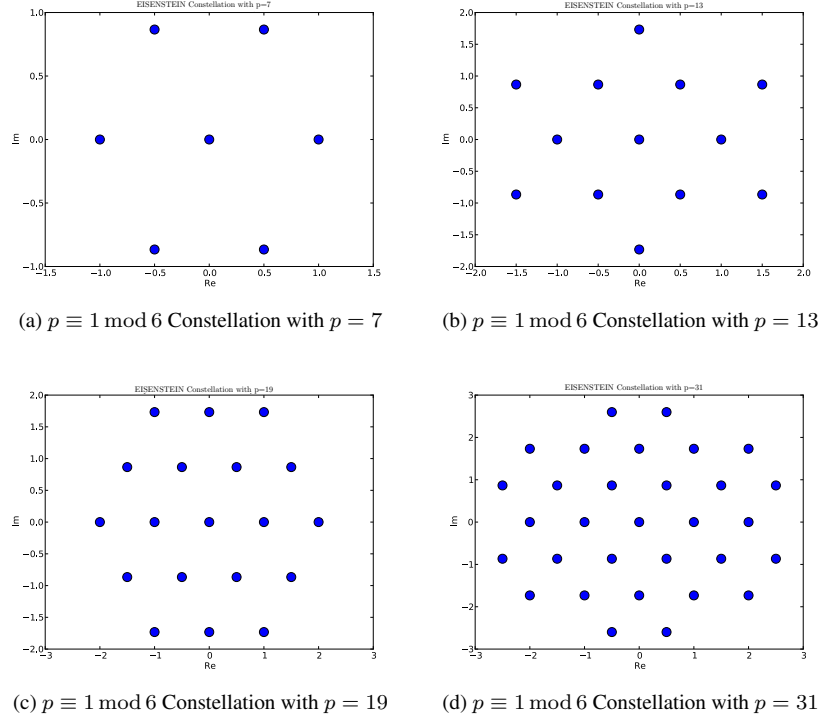 EISENSTEIN Constellation with p=7
1.0
0.5
0.0
−0.5
−1.0
Im
−1.5 −1.0 −0.5 0.0 0.5 1.0 1.5
Re
(a) p ≡ 1 mod 6 Constellation with p = 7
EISENSTEIN Constellation with p=13
2.0
1.5
1.0
0.5
0.0
−0.5
−1.0
−1.5
−2.0
Im
−2.0 −1.5 −1.0 −0.5 0.0 0.5 1.0 1.5 2.0
Re
(b) p ≡ 1 mod 6 Constellation with p = 13
EISENSTEIN Constellation with p=19
2.0
1.5
1.0
0.5
0.0
−0.5
−1.0
−1.5
−2.0
Im
−3 −2 −1 0 1 2 3
Re
(c) p ≡ 1 mod 6 Constellation with p = 19
EISENSTEIN Constellation with p=31
3
2
1
0
−1
−2
−3
Im
−3 −2 −1 0 1 2 3
Re
(d) p ≡ 1 mod 6 Constellation with p = 31